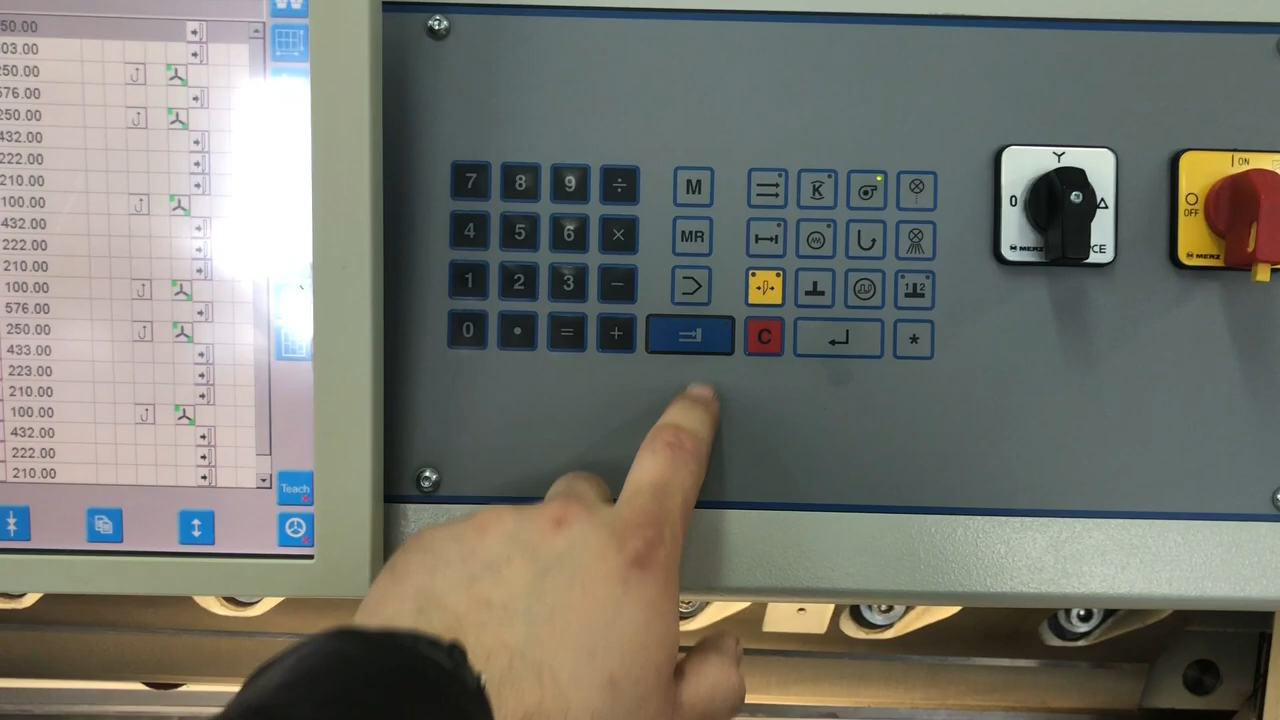 50.00
03.00
250.00
576.00
250.00
432.00
222.00
210.00
100.00
432.00
222.00
210.00
100.00
576.00
250.00
433.00
223.00
210.00
100.00
432.00
222.00
210.00
Teach
7 8 9 ÷ M
4 5 6 × MR
1 2 3 −
0 • = + C *
K
1 2
Y
0 Δ
MERZ CE
I ON
O
OFF
MERZ